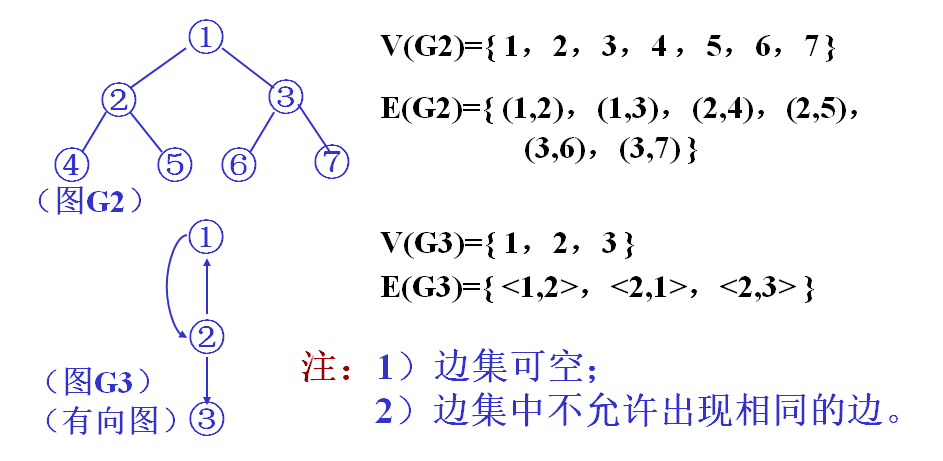 ①
②
③
④
⑤
⑥
⑦
（图G2）
V(G2)={ 1，2，3，4，5，6，7 }
E(G2)={ (1,2)，(1,3)，(2,4)，(2,5)，
(3,6)，(3,7) }
①
②
（图G3）
（有向图）③
V(G3)={ 1，2，3 }
E(G3)={ <1,2>，<2,1>，<2,3> }
注：1）边集可空；
2）边集中不允许出现相同的边。